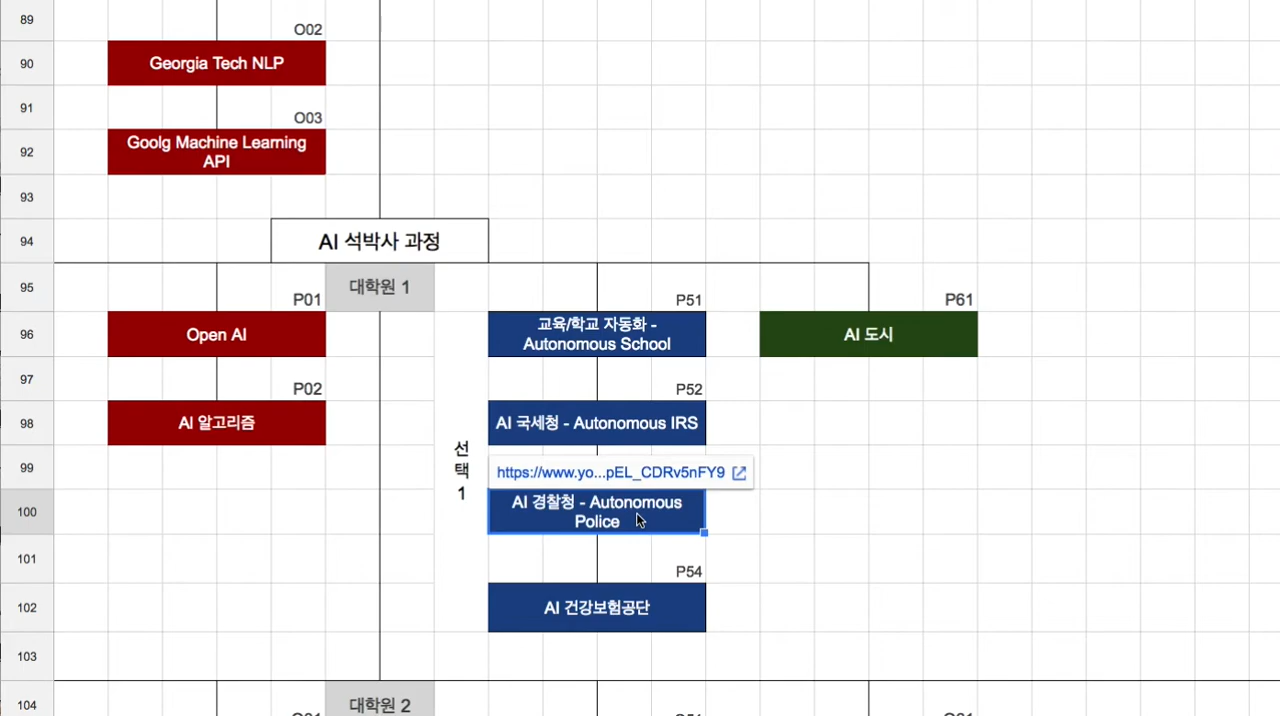 89
O02
90
Georgia Tech NLP
91
O03
92
Goolg Machine Learning
API
93
94
AI 석박사 과정
95
P01
대학원 1
P51
P61
96
Open AI
교육/학교 자동화 -
Autonomous School
AI 도시
97
P02
P52
98
AI 알고리즘
AI 국세청 - Autonomous IRS
99
선
택
1
https://www.yo...pEL_CDRv5nFY9
100
AI 경찰청 - Autonomous
Police
101
P54
102
AI 건강보험공단
103
104
대학원 2